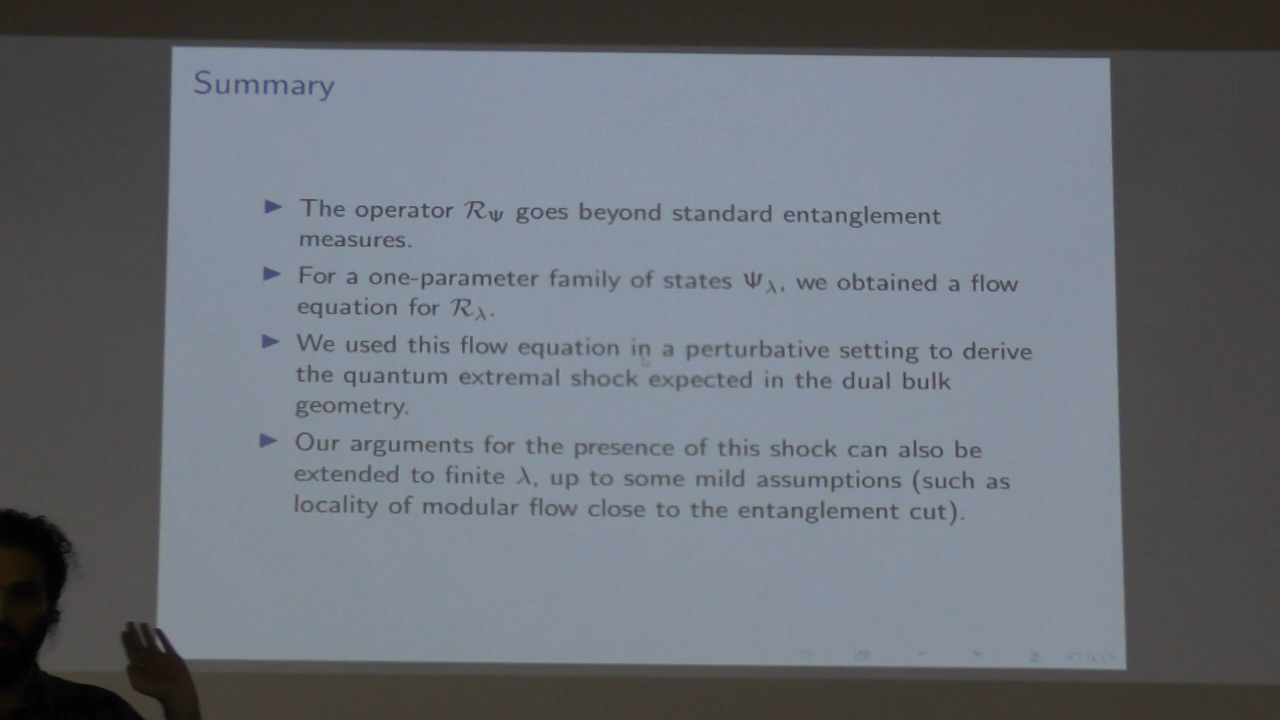 Summary
▶ The operator ℛ_Ψ goes beyond standard entanglement
measures.
▶ For a one-parameter family of states Ψ_λ, we obtained a flow
equation for ℛ_λ.
▶ We used this flow equation in a perturbative setting to derive
the quantum extremal shock expected in the dual bulk
geometry.
▶ Our arguments for the presence of this shock can also be
extended to finite λ, up to some mild assumptions (such as
locality of modular flow close to the entanglement cut).